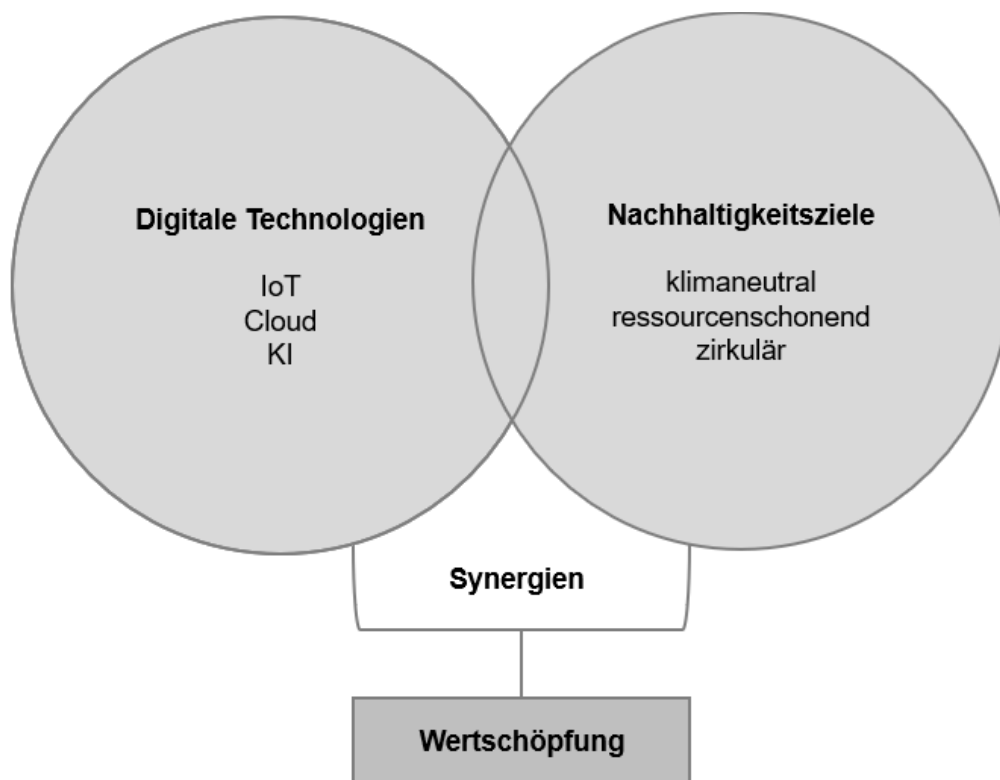 Digitale Technologien
IoT
Cloud
KI
Nachhaltigkeitsziele
klimaneutral
ressourcenschonend
zirkulär
Synergien
Wertschöpfung